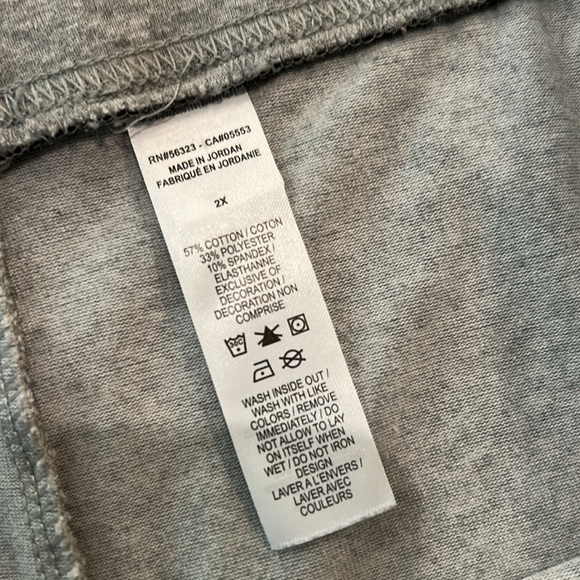 RN#56323 - CA#05553
MADE IN JORDAN
FABRIQUÉ EN JORDANIE
2X
57% COTTON / COTON
33% POLYESTER
10% SPANDEX /
ELASTHANNE
EXCLUSIVE OF
DECORATION /
DECORATION NON
COMPRISE
WASH INSIDE OUT /
WASH WITH LIKE
COLORS / REMOVE
IMMEDIATELY / DO
NOT ALLOW TO LAY
ON ITSELF WHEN
WET / DO NOT IRON
DESIGN
LAVER A L'ENVERS /
LAVER AVEC
COULEURS